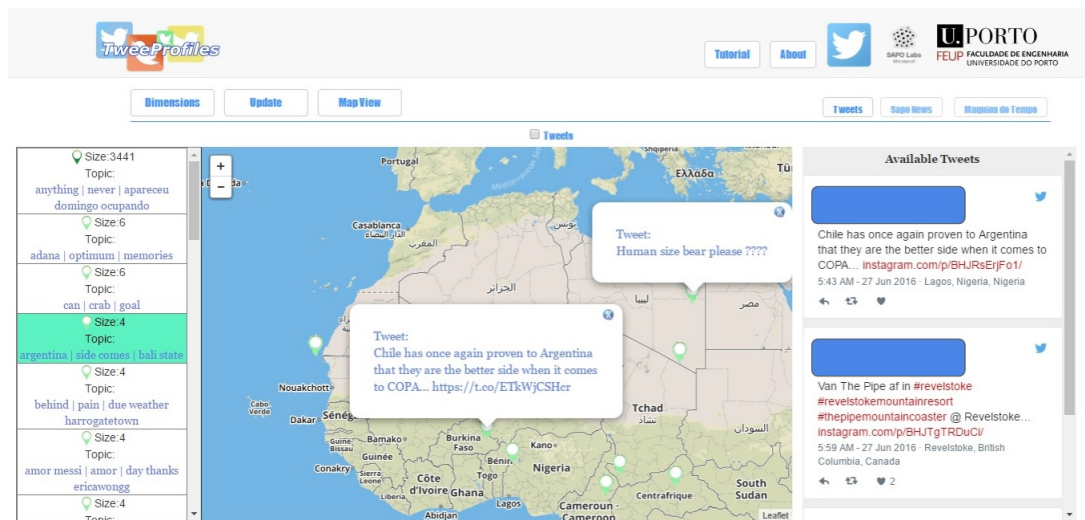 TweeProfiles
Tutorial
About
SAPO Labs
U.PORTO
FEUP FACULDADE DE ENGENHARIA
UNIVERSIDADE DO PORTO
Dimensions
Update
Map View
Tweets
Sapo News
Maquina do Tempo
Tweets
Size:3441
Topic:
anything | never | apareceu
domingo ocupando
Size:6
Topic:
adana | optimum | memories
Size:6
Topic:
can | crab | goal
Size:4
Topic:
argentina | side comes | bali state
Size:4
Topic:
behind | pain | due weather
harrogatetown
Size:4
Topic:
amor messi | amor | day thanks
ericawongg
Size:4
Topic:
+
−
Portugal
Shqipëria
Ελλάδα
Casablanca
الدار البيضاء
المغرب
تونس
الجزائر
ليبيا
مصر
Tweet:
Human size bear please ????
Tweet:
Chile has once again proven to Argentina
that they are the better side when it comes
to COPA... https://t.co/ETkWjCSHcr
Nouakchott
Cabo
Verde
Dakar
Tchad
تشاد
السودان
Guiné-
Bissau
Bamako
Burkina
Faso
Kano
Guinée
Bénin
Conakry
Sierra
Leone
Côte
d'Ivoire
Togo
Ghana
Nigeria
South
Sudan
Liberia
Lagos
Centrafrique
Abidjan
Cameroun -
Cameroon
Leaflet
Available Tweets
Chile has once again proven to Argentina
that they are the better side when it comes to
COPA... instagram.com/p/BHJRsErjFo1/
5:43 AM - 27 Jun 2016 · Lagos, Nigeria, Nigeria
Van The Pipe af in #revelstoke
#revelstokemountainresort
#thepipemountaincoaster @ Revelstoke...
instagram.com/p/BHJTgTRDuCi/
5:59 AM - 27 Jun 2016 · Revelstoke, British
Columbia, Canada
2